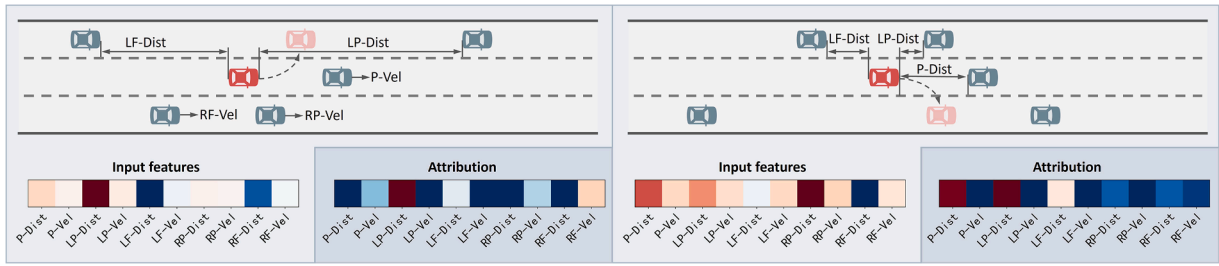 LF-Dist
LP-Dist
P-Vel
RF-Vel
RP-Vel
Input features
P-Dist
P-Vel
LP-Dist
LP-Vel
LF-Dist
LF-Vel
RP-Dist
RP-Vel
RF-Dist
RF-Vel
Attribution
P-Dist
P-Vel
LP-Dist
LP-Vel
LF-Dist
LF-Vel
RP-Dist
RP-Vel
RF-Dist
RF-Vel
LF-Dist
LP-Dist
P-Dist
Input features
P-Dist
P-Vel
LP-Dist
LP-Vel
LF-Dist
LF-Vel
RP-Dist
RP-Vel
RF-Dist
RF-Vel
Attribution
P-Dist
P-Vel
LP-Dist
LP-Vel
LF-Dist
LF-Vel
RP-Dist
RP-Vel
RF-Dist
RF-Vel